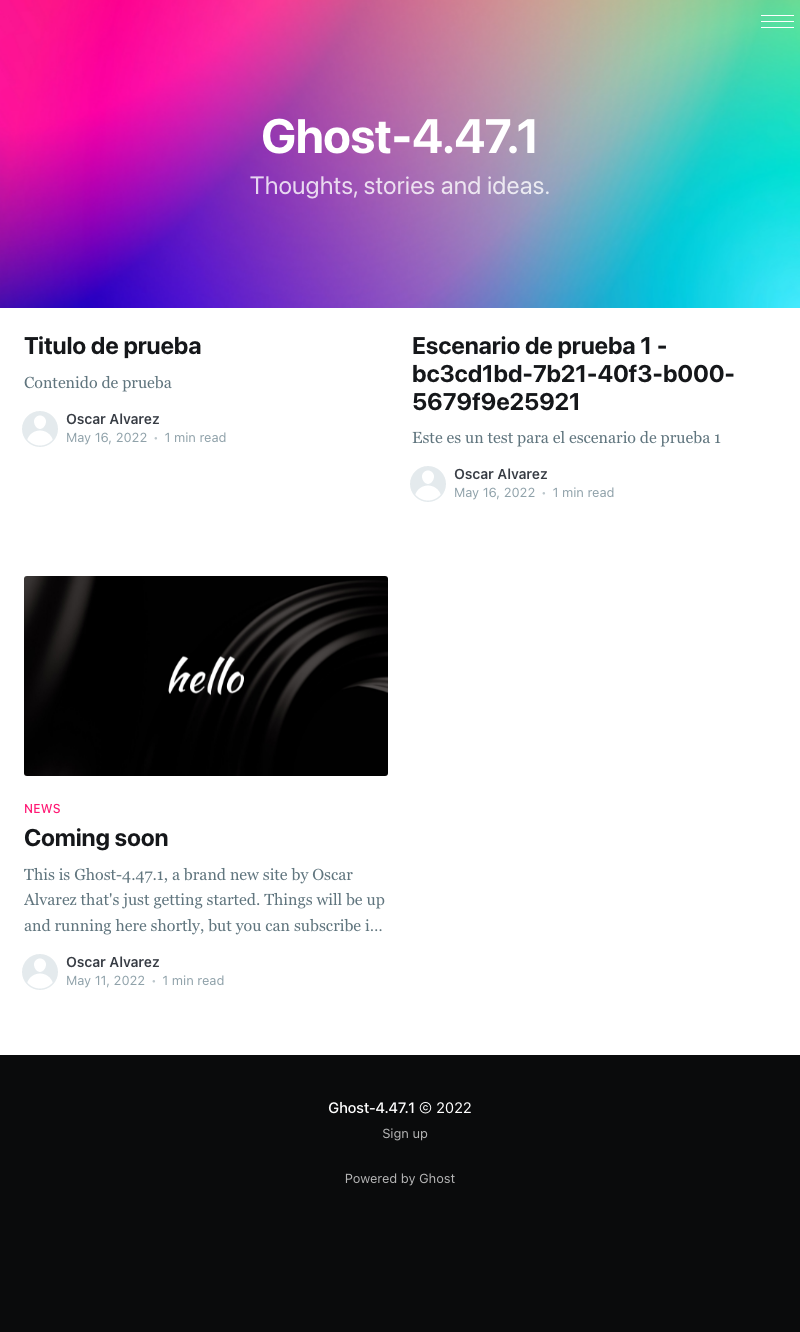 Ghost-4.47.1
Thoughts, stories and ideas.
Titulo de prueba
Contenido de prueba
Oscar Alvarez
May 16, 2022 • 1 min read
Escenario de prueba 1 -
bc3cd1bd-7b21-40f3-b000-
5679f9e25921
Este es un test para el escenario de prueba 1
Oscar Alvarez
May 16, 2022 • 1 min read
hello
NEWS
Coming soon
This is Ghost-4.47.1, a brand new site by Oscar
Alvarez that's just getting started. Things will be up
and running here shortly, but you can subscribe i…
Oscar Alvarez
May 11, 2022 • 1 min read
Ghost-4.47.1 © 2022
Sign up
Powered by Ghost